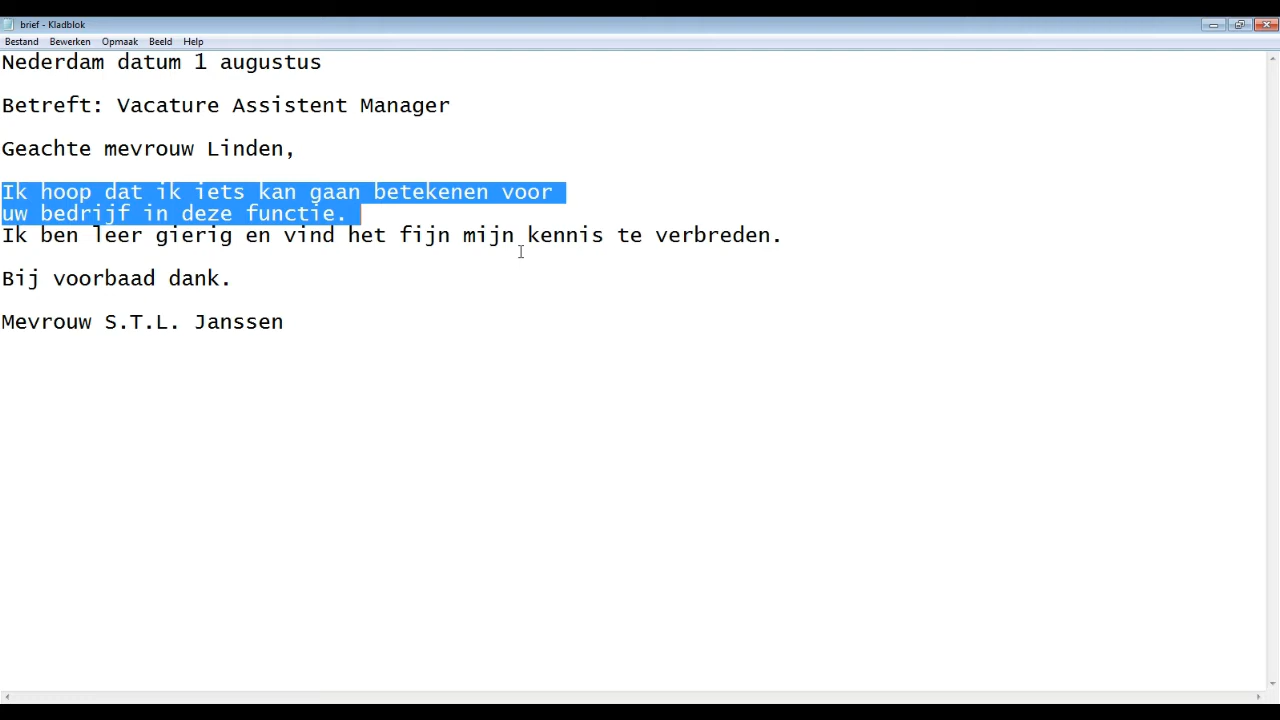 brief - Kladblok
Bestand Bewerken Opmaak Beeld Help
Nederdam datum 1 augustus
Betreft: Vacature Assistent Manager
Geachte mevrouw Linden,
Ik hoop dat ik iets kan gaan betekenen voor
uw bedrijf in deze functie.
Ik ben leer gierig en vind het fijn mijn kennis te verbreden.
Bij voorbaad dank.
Mevrouw S.T.L. Janssen